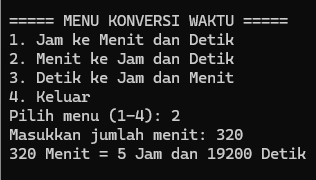 ===== MENU KONVERSI WAKTU =====
1. Jam ke Menit dan Detik
2. Menit ke Jam dan Detik
3. Detik ke Jam dan Menit
4. Keluar
Pilih menu (1-4): 2
Masukkan jumlah menit: 320
320 Menit = 5 Jam dan 19200 Detik